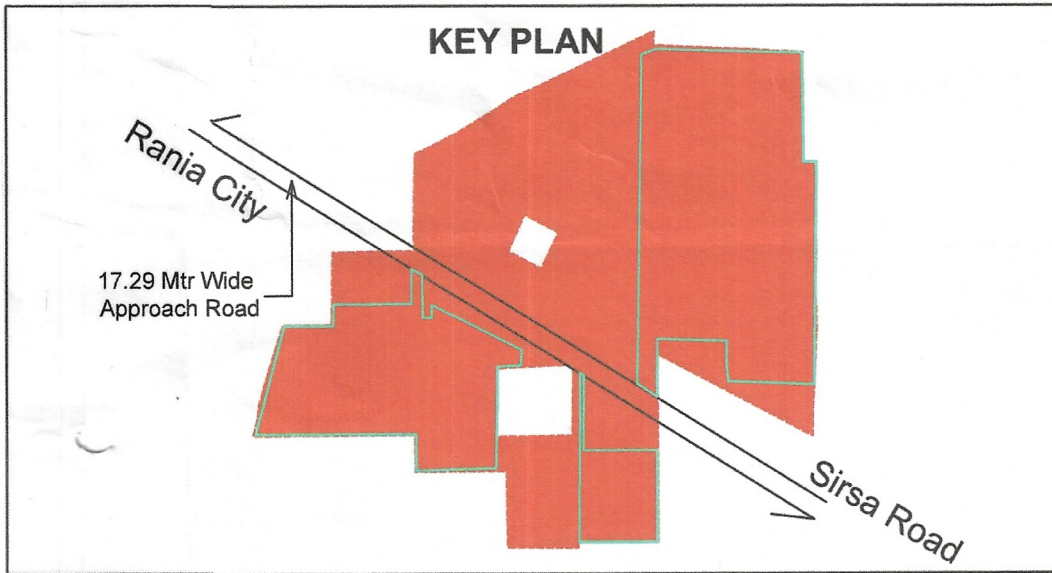 KEY PLAN
Rania City
17.29 Mtr Wide
Approach Road
Sirsa Road